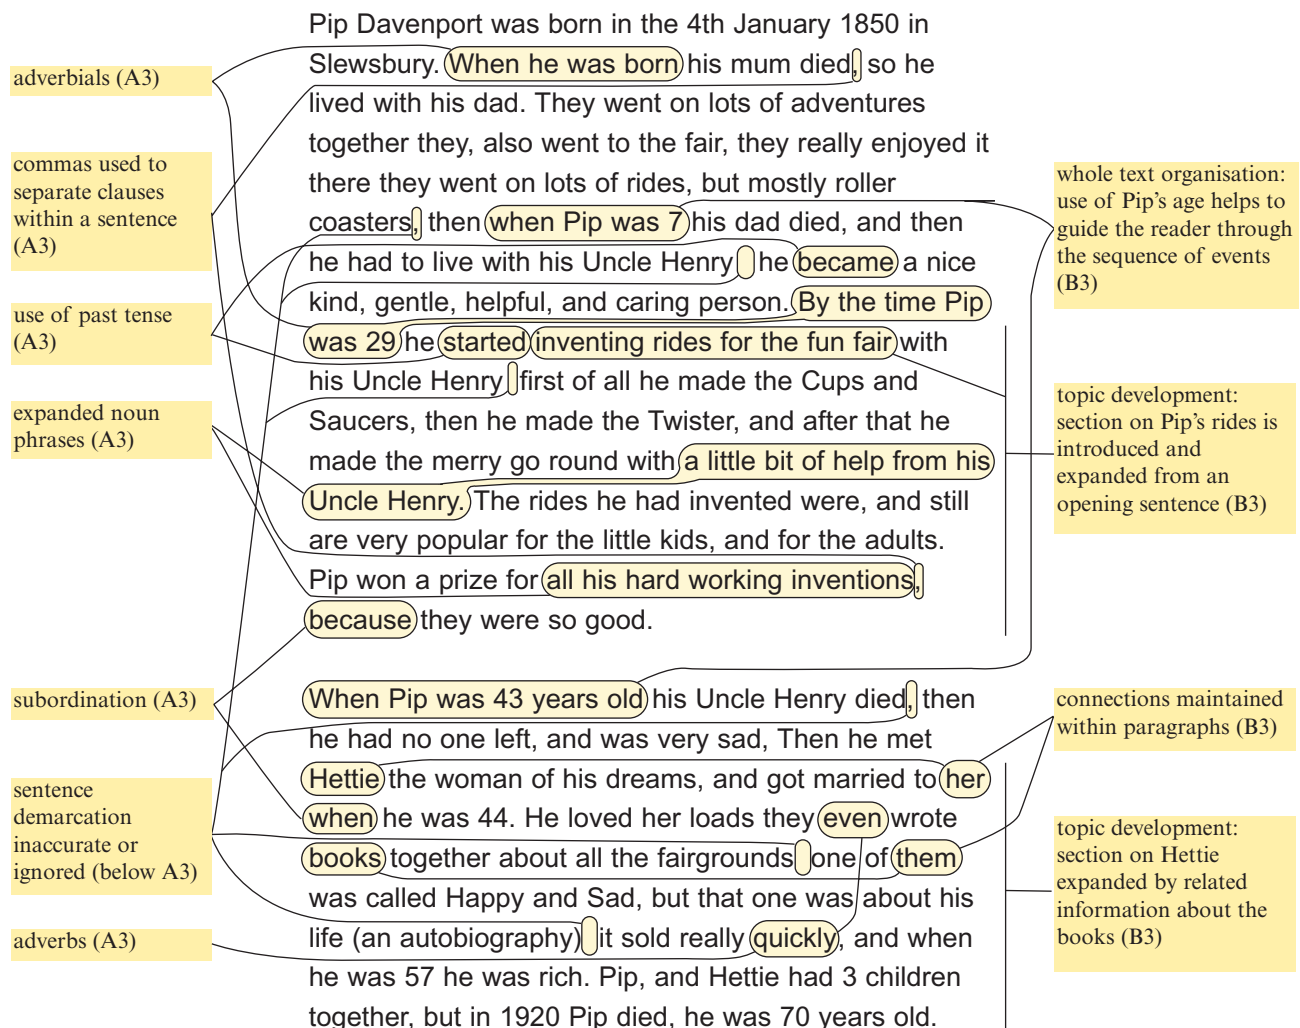 Pip Davenport was born in the 4th January 1850 in
Slewsbury. When he was born his mum died, so he
lived with his dad. They went on lots of adventures
together they, also went to the fair, they really enjoyed it
there they went on lots of rides, but mostly roller
coasters, then when Pip was 7 his dad died, and then
he had to live with his Uncle Henry he became a nice
kind, gentle, helpful, and caring person. By the time Pip
was 29 he started inventing rides for the fun fair with
his Uncle Henry first of all he made the Cups and
Saucers, then he made the Twister, and after that he
made the merry go round with a little bit of help from his
Uncle Henry. The rides he had invented were, and still
are very popular for the little kids, and for the adults.
Pip won a prize for all his hard working inventions,
because they were so good.
When Pip was 43 years old his Uncle Henry died, then
he had no one left, and was very sad, Then he met
Hettie the woman of his dreams, and got married to her
when he was 44. He loved her loads they even wrote
books together about all the fairgrounds one of them
was called Happy and Sad, but that one was about his
life (an autobiography) it sold really quickly, and when
he was 57 he was rich. Pip, and Hettie had 3 children
together, but in 1920 Pip died, he was 70 years old.
adverbials (A3)
commas used to
separate clauses
within a sentence
(A3)
use of past tense
(A3)
expanded noun
phrases (A3)
subordination (A3)
sentence
demarcation
inaccurate or
ignored (below A3)
adverbs (A3)
whole text organisation:
use of Pip's age helps to
guide the reader through
the sequence of events
(B3)
topic development:
section on Pip's rides is
introduced and
expanded from an
opening sentence (B3)
connections maintained
within paragraphs (B3)
topic development:
section on Hettie
expanded by related
information about the
books (B3)